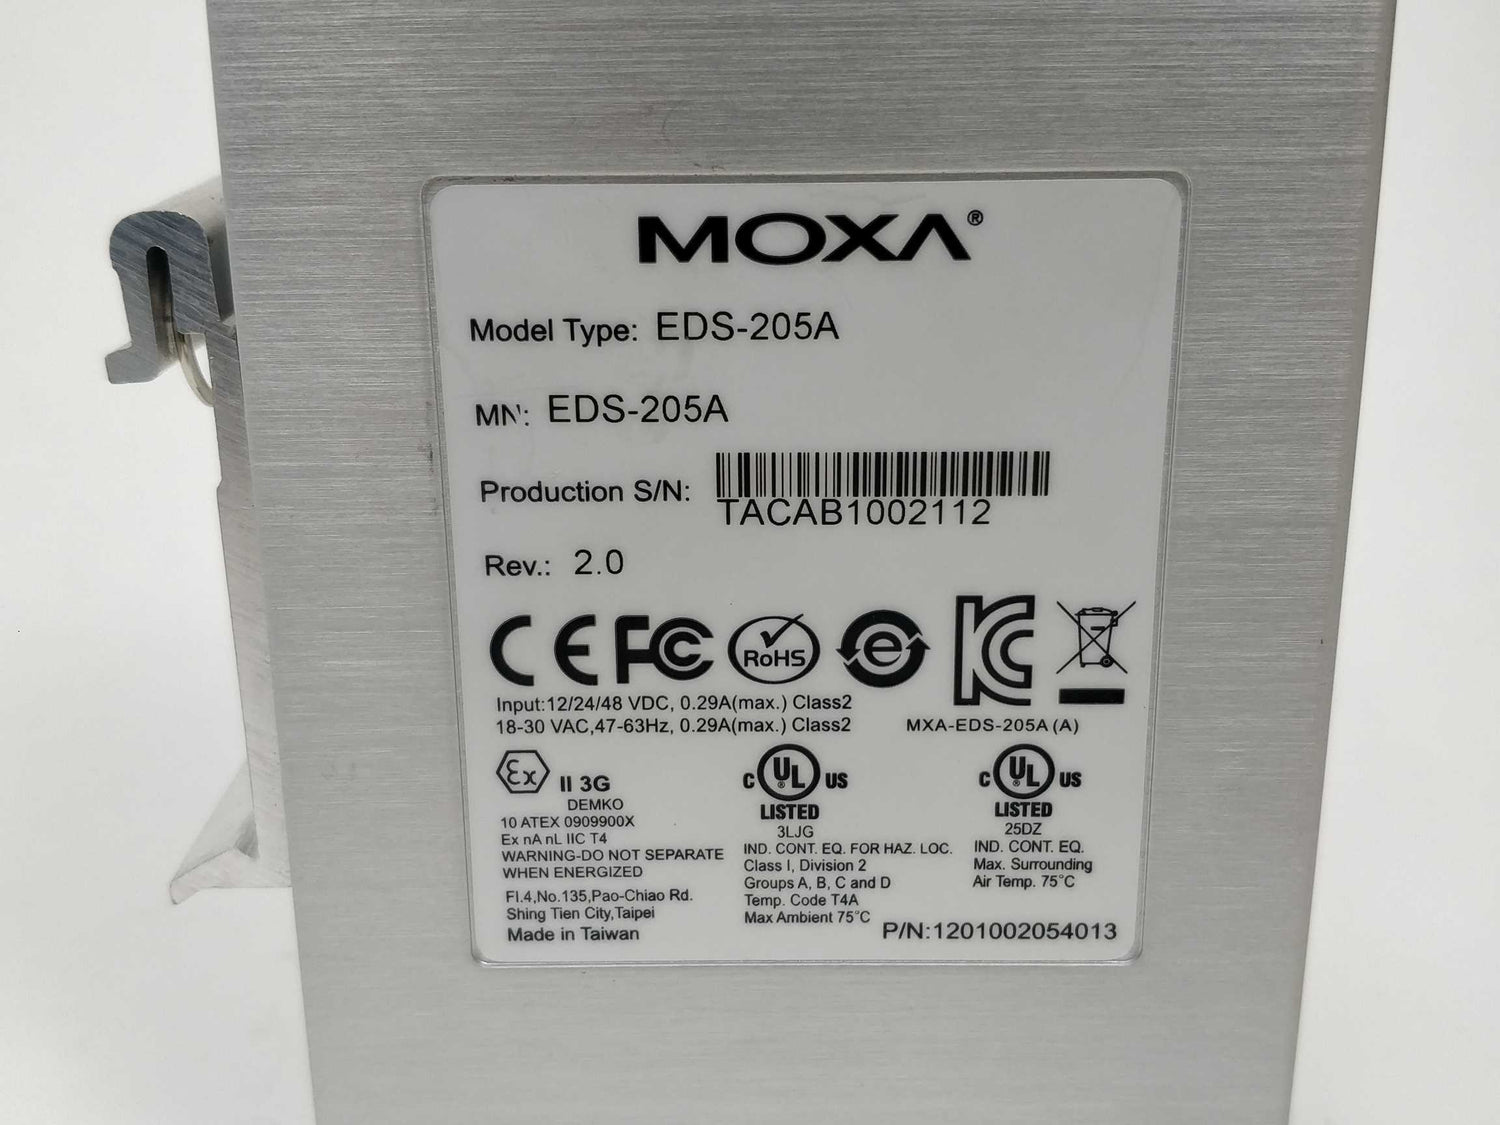 MOXA®
Model Type: EDS-205A
MN: EDS-205A
Production S/N:
TACAB1002112
Rev.: 2.0
CE FC RoHS e KC
Input:12/24/48 VDC, 0.29A(max.) Class2
18-30 VAC,47-63Hz, 0.29A(max.) Class2
MXA-EDS-205A (A)
Ex II 3G
DEMKO
10 ATEX 0909900X
Ex nA nL IIC T4
WARNING-DO NOT SEPARATE
WHEN ENERGIZED
Fl.4,No.135,Pao-Chiao Rd.
Shing Tien City,Taipei
Made in Taiwan
C UL US
LISTED
3LJG
IND. CONT. EQ. FOR HAZ. LOC.
Class I, Division 2
Groups A, B, C and D
Temp. Code T4A
Max Ambient 75°C
C UL US
LISTED
25DZ
IND. CONT. EQ.
Max. Surrounding
Air Temp. 75°C
P/N:1201002054013